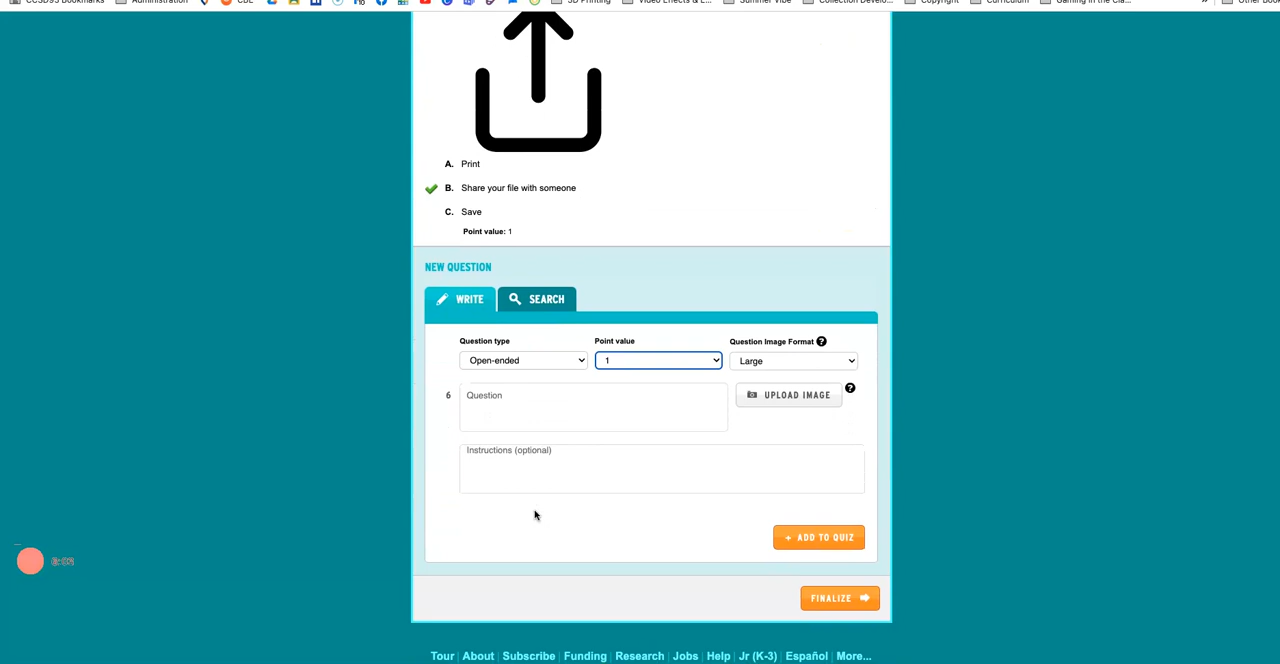 CCSD93 Bookmarks Administration CBE 3D Printing Video Effects & E... Summer Vibe Collection Develo... Copyright Curriculum Gaming in the Cla... » Other Book
A. Print
B. Share your file with someone
C. Save
Point value: 1
NEW QUESTION
WRITE SEARCH
Question type Point value Question Image Format ?
Open-ended 1 Large
6 Question UPLOAD IMAGE ?
Instructions (optional)
+ ADD TO QUIZ
FINALIZE
Tour | About | Subscribe | Funding | Research | Jobs | Help | Jr (K-3) | Español | More...